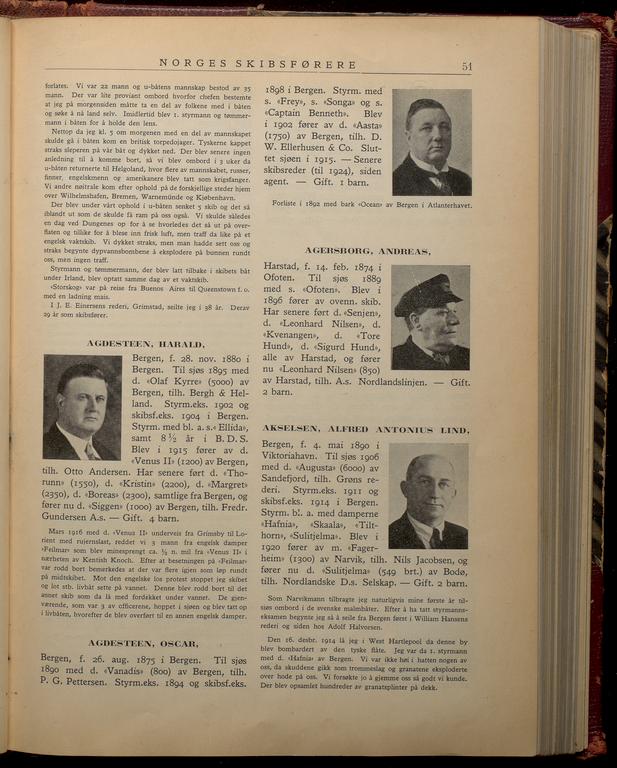 NORGES SKIBSFØRERE
51
forlates. Vi var 22 mann og u-båtens mannskap bestod av 35
mann. Der var lite proviant ombord hvorfor chefen bestemte
at jeg på morgensiden måtte ta en del av folkene med i båten
og søke å nå land selv. Imidlertid blev 1. styrmann og tømmer-
mann i båten for å holde den lens.
Nettop da jeg kl. 5 om morgenen med en del av mannskapet
skulde gå i båten kom en britisk torpedojager. Tyskerne kappet
straks sleperen på vår båt og dykket ned. Der blev senere ingen
anledning til å komme bort, så vi blev ombord i 3 uker da
u-båten returnerte til Helgoland, hvor flere av mannskabet, russer,
finner, engelskmenn og amerikanere blev tatt som krigsfanger.
Vi andre nøitrale kom efter ophold på de forskjellige steder hjem
over Wilhelmshafen, Bremen, Warnemünde og Kjøbenhavn.
Der blev under vårt ophold i u-båten senket 5 skib og det så
iblandt ut som de skulde få ram på oss også. Vi skulde således
en dag ved Dungenes op for å se hvorledes det så ut på over-
flaten og tillike for å blese inn frisk luft, men traff da like på et
engelsk vaktskib. Vi dykket straks, men man hadde sett oss og
straks begynte dypvannsbombene å eksplodere på bunnen rundt
oss, men ingen traff.
Styrmann og tømmermann, der blev latt tilbake i skibets båt
under Irland, blev optatt samme dag av et vaktskib.
«Storskog» var på reise fra Buenos Aires til Queenstown f. o.
med en ladning mais.
I J. E. Einersens rederi, Grimstad, seilte jeg i 38 år. Derav
29 år som skibsfører.
AGDESTEEN, HARALD,
Bergen, f. 28. nov. 1880 i
Bergen. Til sjøs 1895 med
d. «Olaf Kyrre» (5000) av
Bergen, tilh. Bergh & Hel-
land. Styrm.eks. 1902 og
skibsf.eks. 1904 i Bergen.
Styrm. med bl. a. s.« Ellida»,
samt 8 ½ år i B. D. S.
Blev i 1915 fører av d.
«Venus II» (1200) av Bergen,
tilh. Otto Andersen. Har senere ført d. «Tho-
runn» (1550), d. «Kristin» (2200), d. «Margret»
(2350), d. «Boreas» (2300), samtlige fra Bergen, og
fører nu d. «Siggen» (1000) av Bergen, tilh. Fredr.
Gundersen A.s. — Gift. 4 barn.
Mars 1916 med d. «Venus II» underveis fra Grimsby til Lo-
rient med rujernslast, reddet vi 3 mann fra engelsk damper
«Feilmar» som blev minesprengt ca. ½ n. mil fra «Venus II» i
nærheten av Kentish Knoch. Efter at besetningen på «Feilmar»
var rodd bort bemerkedes at der var flere igjen som løp rundt
på midtskibet. Mot den engelske los protest stoppet jeg skibet
og lot stb. livbåt sette på vannet. Denne blev rodd bort til det
annet skib som da lå med fordekket under vannet. De gjen-
værende, som var 3 av officerene, hoppet i sjøen og blev tatt op
i livbåten, hvorefter de blev overført til en annen engelsk damper.
AGDESTEEN, OSCAR,
Bergen, f. 26. aug. 1875 i Bergen. Til sjøs
1890 med d. «Vanadis» (800) av Bergen, tilh.
P. G. Pettersen. Styrm.eks. 1894 og skibsf.eks.
1898 i Bergen. Styrm. med
s. «Frey», s. «Songa» og s.
«Captain Benneth». Blev
i 1902 fører av d. «Aasta»
(1750) av Bergen, tilh. D.
W. Ellerhusen & Co. Slut-
tet sjøen i 1915. — Senere
skibsreder (til 1924), siden
agent. — Gift. 1 barn.
Forliste i 1892 med bark «Ocean» av Bergen i Atlanterhavet.
AGERSBORG, ANDREAS,
Harstad, f. 14. feb. 1874 i
Ofoten. Til sjøs 1889
med s. «Ofoten». Blev i
1896 fører av ovenn. skib.
Har senere ført d. «Senjen»,
d. «Leonhard Nilsen», d.
«Kvenangen», d. «Tore
Hund», d. «Sigurd Hund»,
alle av Harstad, og fører
nu «Leonhard Nilsen» (850)
av Harstad, tilh. A.s. Nordlandslinjen. — Gift.
2 barn.
AKSELSEN, ALFRED ANTONIUS LIND,
Bergen, f. 4. mai 1890 i
Viktoriahavn. Til sjøs 1906
med d. «Augusta» (6000) av
Sandefjord, tilh. Grøns re-
deri. Styrm.eks. 1911 og
skibsf.eks. 1914 i Bergen.
Styrm. bl. a. med damperne
«Hafnia», «Skaala», «Tilt-
horn», «Sulitjelma». Blev i
1920 fører av m. «Fager-
heim» (1300) av Narvik, tilh. Nils Jacobsen, og
fører nu d. «Sulitjelma» (549 brt.) av Bodø,
tilh. Nordlandske D.s. Selskap. — Gift. 2 barn.
Som Narvikmann tilbragte jeg naturligvis mine første år til-
sjøs ombord i de svenske malmbåter. Efter å ha tatt styrmanns-
eksamen begynte jeg så å seile fra Bergen først i William Hansens
rederi og siden hos Adolf Halvorsen.
Den 16. desbr. 1914 lå jeg i West Hartlepool da denne by
blev bombardert av den tyske flåte. Jeg var da 1. styrmann
med d. «Hafnia» av Bergen. Vi var ikke høi i hatten nogen av
oss, da skuddene gikk som trommeslag og granatene eksploderte
over hode på oss. Vi forsøkte jo å gjemme oss så godt vi kunde.
Der blev opsamlet hundreder av granatsplinter på dekk.